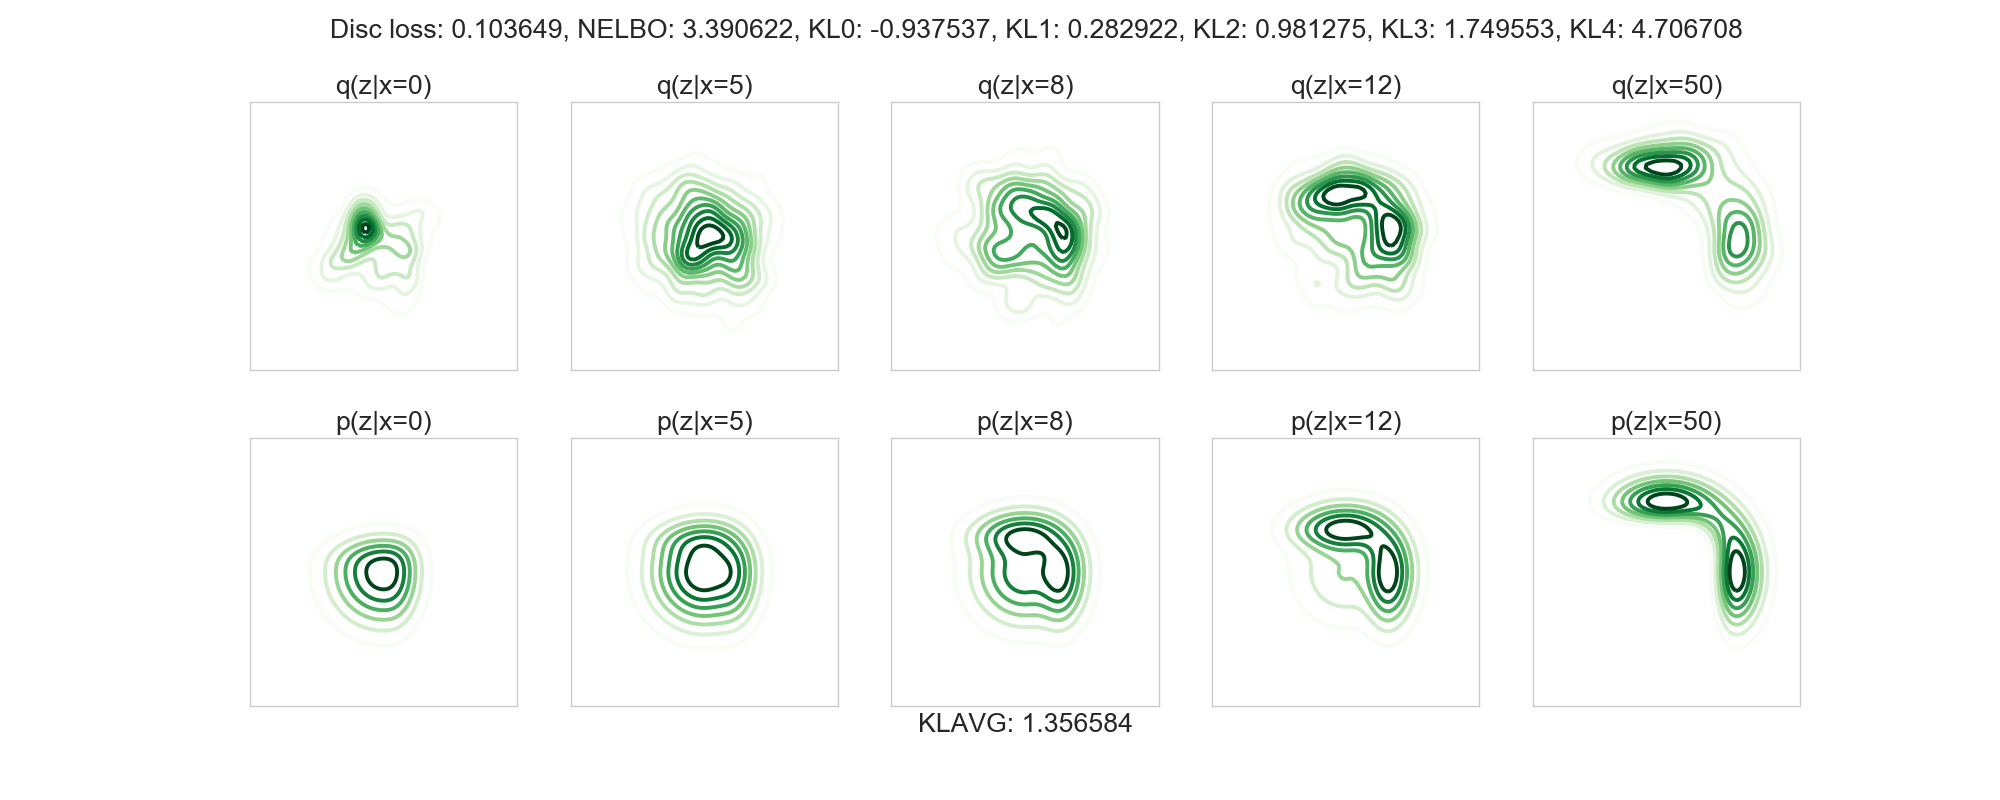 Disc loss: 0.103649, NELBO: 3.390622, KL0: -0.937537, KL1: 0.282922, KL2: 0.981275, KL3: 1.749553, KL4: 4.706708
q(z|x=0) q(z|x=5) q(z|x=8) q(z|x=12) q(z|x=50)
p(z|x=0) p(z|x=5) p(z|x=8) p(z|x=12) p(z|x=50)
KLAVG: 1.356584